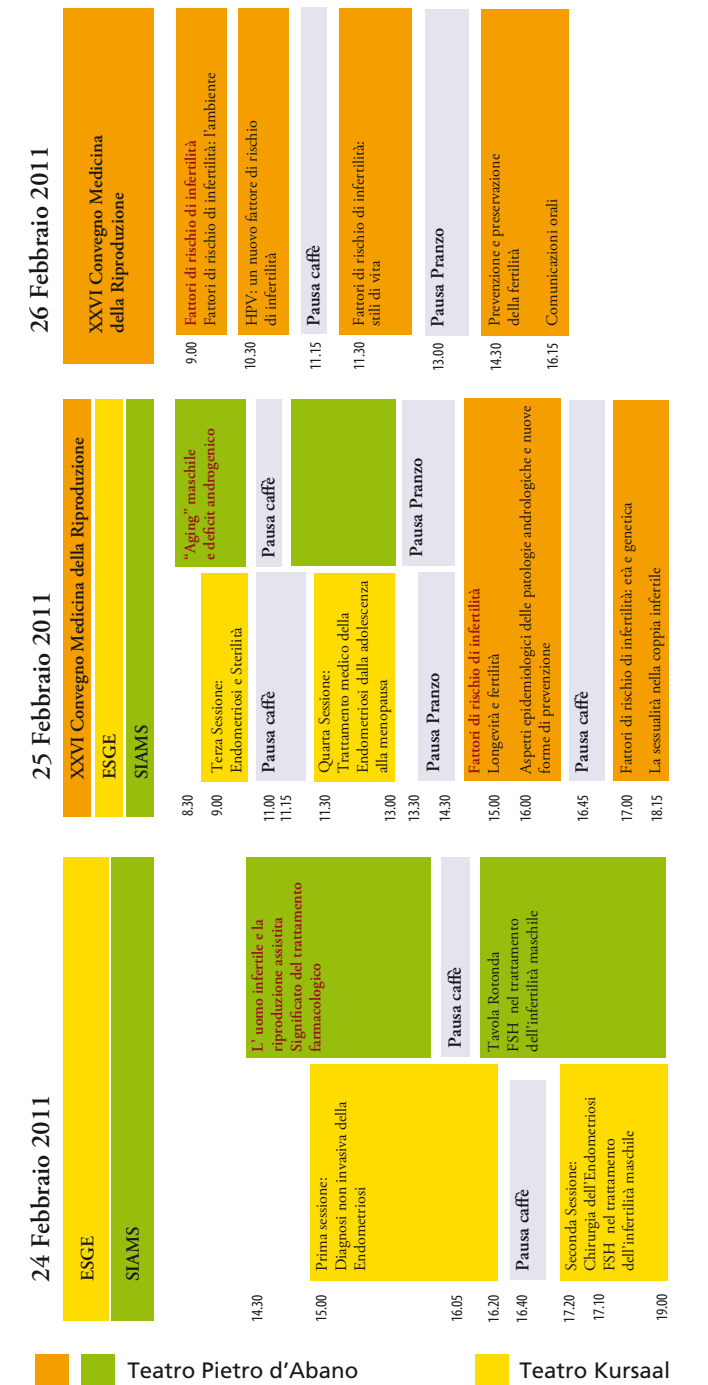 24 Febbraio 2011
ESGE
SIAMS
14.30
15.00
16.05
16.20
16.40
17.20
17.10
19.00
Prima sessione:
Diagnosi non invasiva della
Endometriosi
Pausa caffè
Seconda Sessione:
Chirurgia dell'Endometriosi
FSH nel trattamento
dell'infertilità maschile
L' uomo infertile e la
riproduzione assistita
Significato del trattamento
farmacologico
Pausa caffè
Tavola Rotonda
FSH nel trattamento
dell'infertilità maschile
25 Febbraio 2011
XXVI Convegno Medicina della Riproduzione
ESGE
SIAMS
8.30
9.00
11.00
11.15
11.30
13.00
13.30
14.30
15.00
16.00
16.45
17.00
18.15
Terza Sessione:
Endometriosi e Sterilità
Pausa caffè
Quarta Sessione:
Trattamento medico della
Endometriosi dalla adolescenza
alla menopausa
Pausa Pranzo
“Aging” maschile
e deficit androgenico
Pausa caffè
Pausa Pranzo
Fattori di rischio di infertilità
Longevità e fertilità
Aspetti epidemiologici delle patologie andrologiche e nuove
forme di prevenzione
Pausa caffè
Fattori di rischio di infertilità: età e genetica
La sessualità nella coppia infertile
26 Febbraio 2011
XXVI Convegno Medicina
della Riproduzione
9.00
Fattori di rischio di infertilità
Fattori di rischio di infertilità: l'ambiente
10.30
HPV: un nuovo fattore di rischio
di infertilità
11.15
Pausa caffè
11.30
Fattori di rischio di infertilità:
stili di vita
13.00
Pausa Pranzo
14.30
Prevenzione e preservazione
della fertilità
16.15
Comunicazioni orali
Teatro Pietro d'Abano
Teatro Kursaal